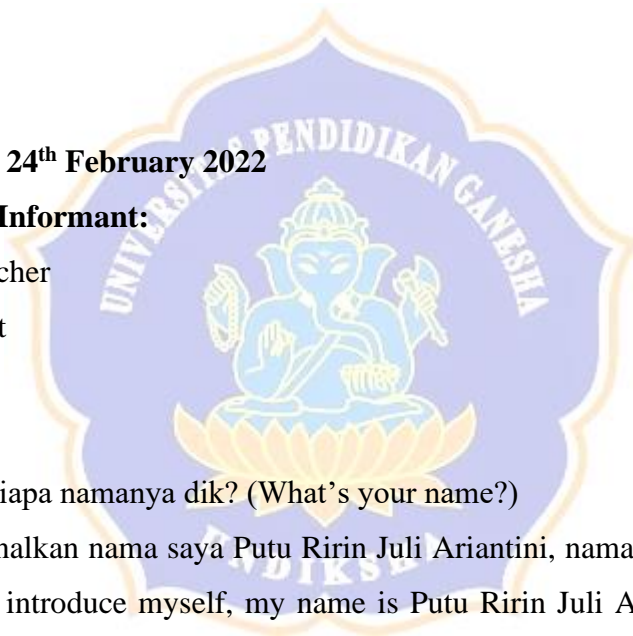 24th February 2022
UNIVERSITAS PENDIDIKAN GANESHA
Informant:
cher
t
iapa namanya dik? (What's your name?)
nalkan nama saya Putu Ririn Juli Ariantini, nama
UNDIKSHA
introduce myself, my name is Putu Ririn Juli A